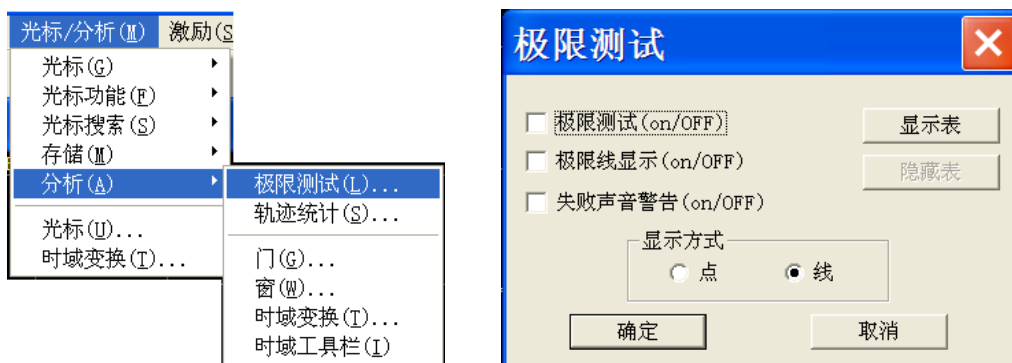 光标/分析(M) 激励(S
光标(G)
光标功能(F)
光标搜索(S)
存储(M)
分析(A)
光标(U)...
时域变换(T)...
极限测试(L)...
轨迹统计(S)...
门(G)...
窗(W)...
时域变换(T)...
时域工具栏(I)
极限测试
极限测试(on/OFF)
显示表
极限线显示(on/OFF)
隐藏表
失败声音警告(on/OFF)
显示方式
点 线
确定 取消